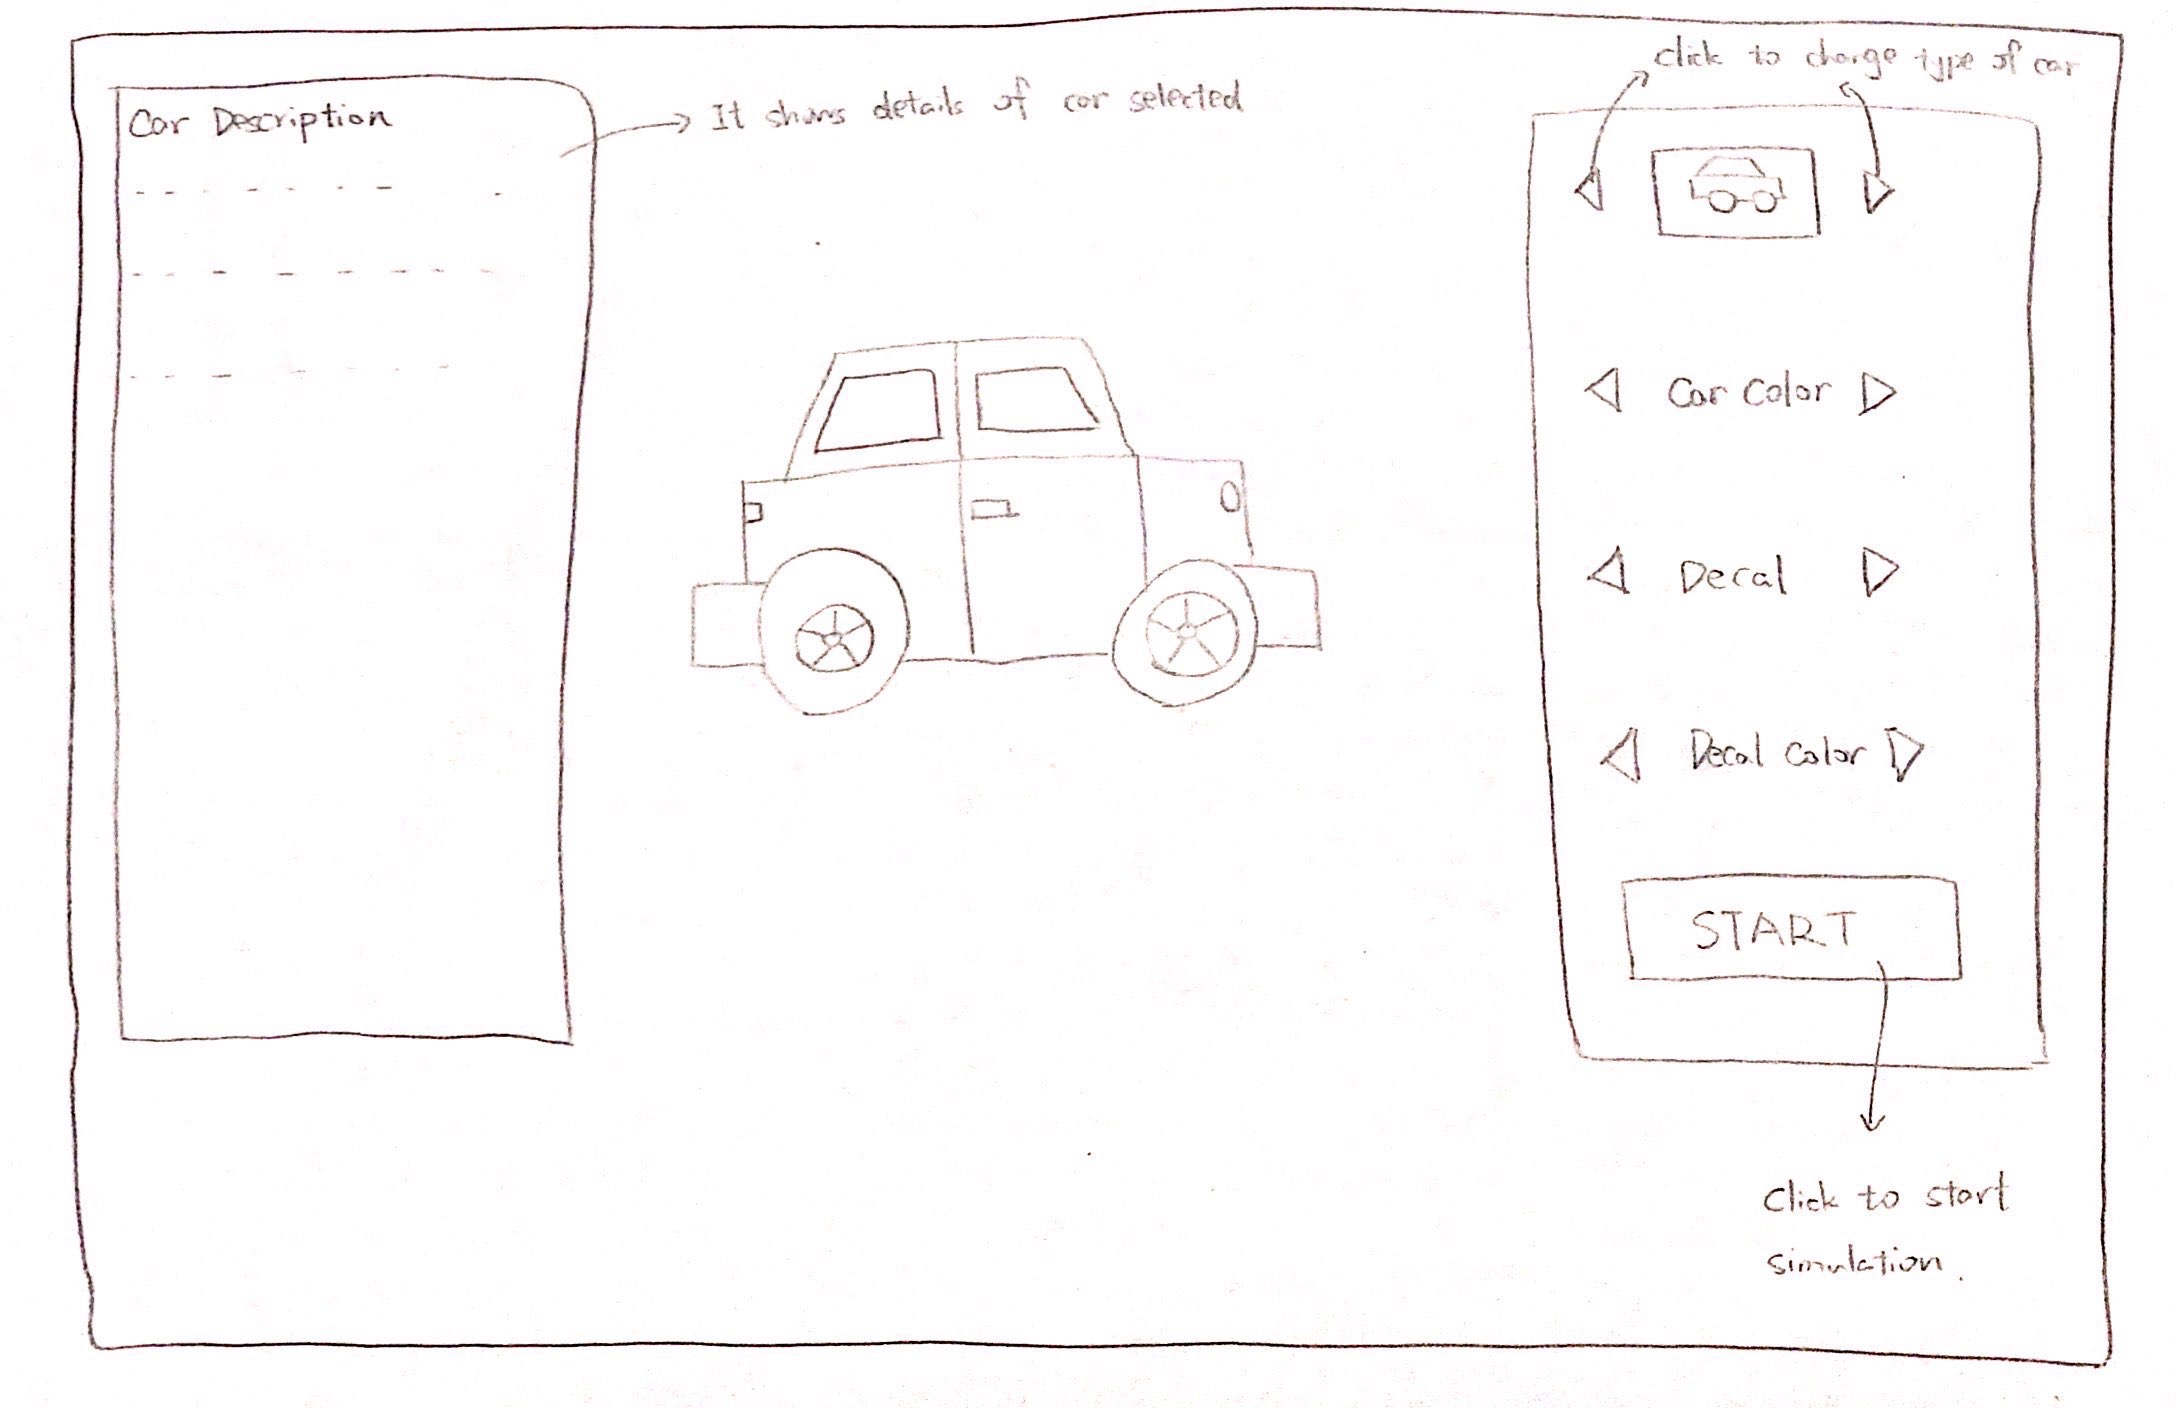 Car Description
It shows details of car selected
click to change type of car
Car Color
Decal
Decal color
START
Click to start
simulation.